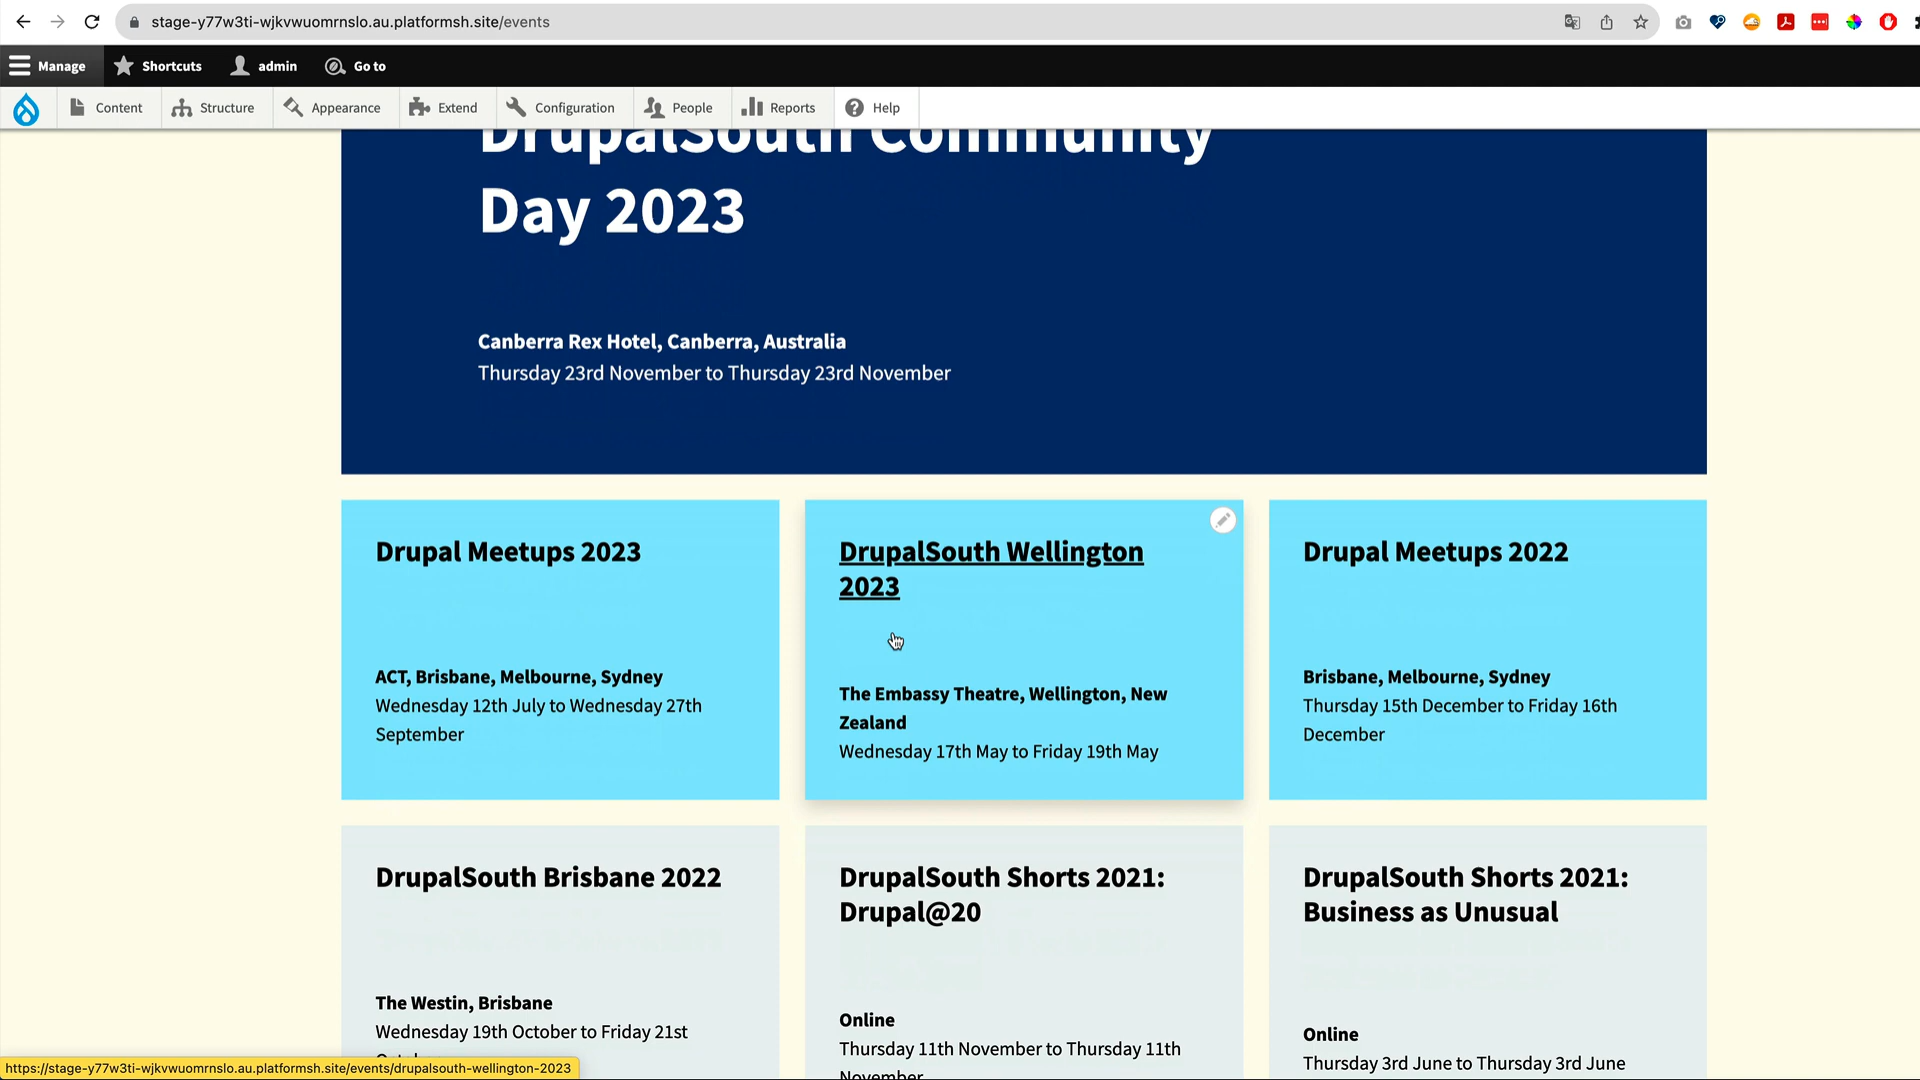 stage-y77w3ti-wjkvwuomrnslo.au.platformsh.site/events
Manage Shortcuts admin Go to
Content Structure Appearance Extend Configuration People Reports Help
DrupalSouth Community
Day 2023
Canberra Rex Hotel, Canberra, Australia
Thursday 23rd November to Thursday 23rd November
Drupal Meetups 2023
ACT, Brisbane, Melbourne, Sydney
Wednesday 12th July to Wednesday 27th
September
DrupalSouth Wellington
2023
The Embassy Theatre, Wellington, New
Zealand
Wednesday 17th May to Friday 19th May
Drupal Meetups 2022
Brisbane, Melbourne, Sydney
Thursday 15th December to Friday 16th
December
DrupalSouth Brisbane 2022
The Westin, Brisbane
Wednesday 19th October to Friday 21st
DrupalSouth Shorts 2021:
Drupal@20
Online
Thursday 11th November to Thursday 11th
November
DrupalSouth Shorts 2021:
Business as Unusual
Online
Thursday 3rd June to Thursday 3rd June
https://stage-y77w3ti-wjkvwuomrnslo.au.platformsh.site/events/drupalsouth-wellington-2023